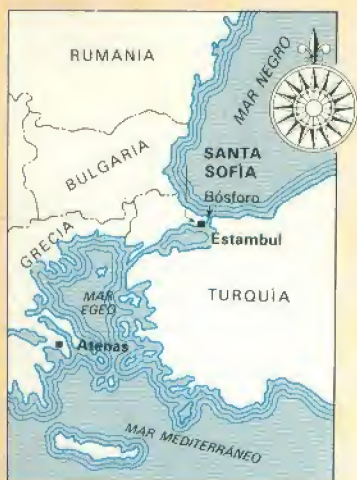 RUMANIA
MAR NEGRO
BULGARIA
SANTA
SOFÍA
Bósforo
GRECIA
Estambul
MAR
EGEO
TURQUÍA
Atenas
MAR MEDITERRÁNEO